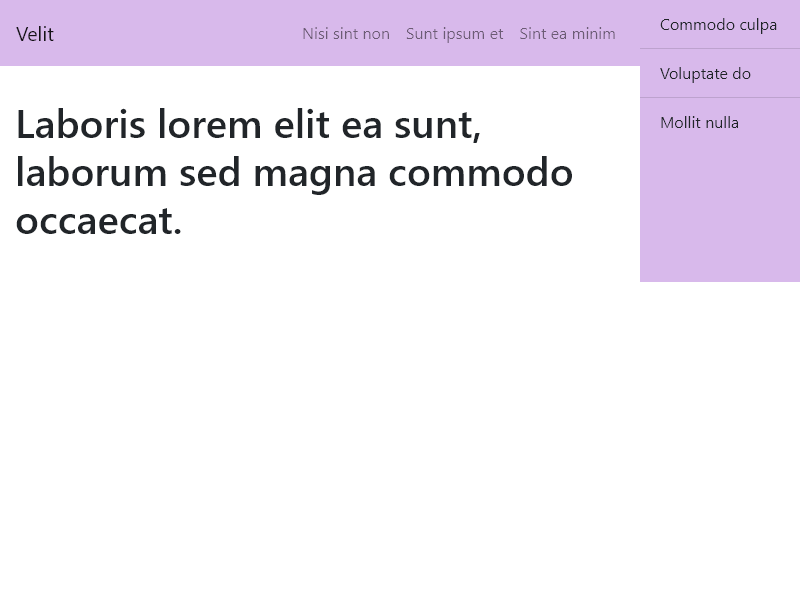 Velit
Nisi sint non
Sunt ipsum et
Sint ea minim
Laboris lorem elit ea sunt,
laborum sed magna commodo
occaecat.
Commodo culpa
Voluptate do
Mollit nulla